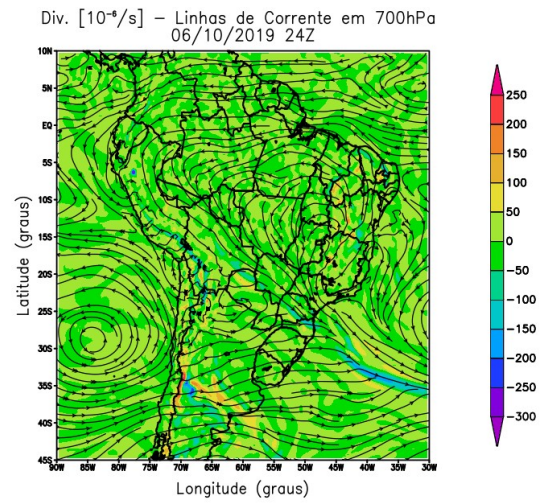 Div. [10⁻⁶/s] – Linhas de Corrente em 700hPa
06/10/2019 24Z
10N
5N
EQ
5S
10S
15S
20S
25S
30S
35S
40S
45S
Latitude (graus)
90W 85W 80W 75W 70W 65W 60W 55W 50W 45W 40W 35W 30W
Longitude (graus)
250
200
150
100
50
0
−50
−100
−150
−200
−250
−300